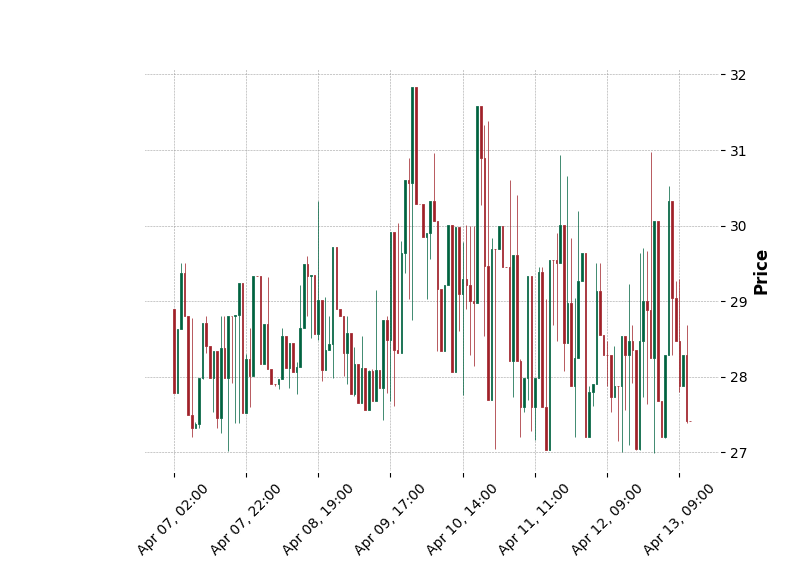 32
31
30
29
28
27
Price
Apr 07, 02:00
Apr 07, 22:00
Apr 08, 19:00
Apr 09, 17:00
Apr 10, 14:00
Apr 11, 11:00
Apr 12, 09:00
Apr 13, 09:00